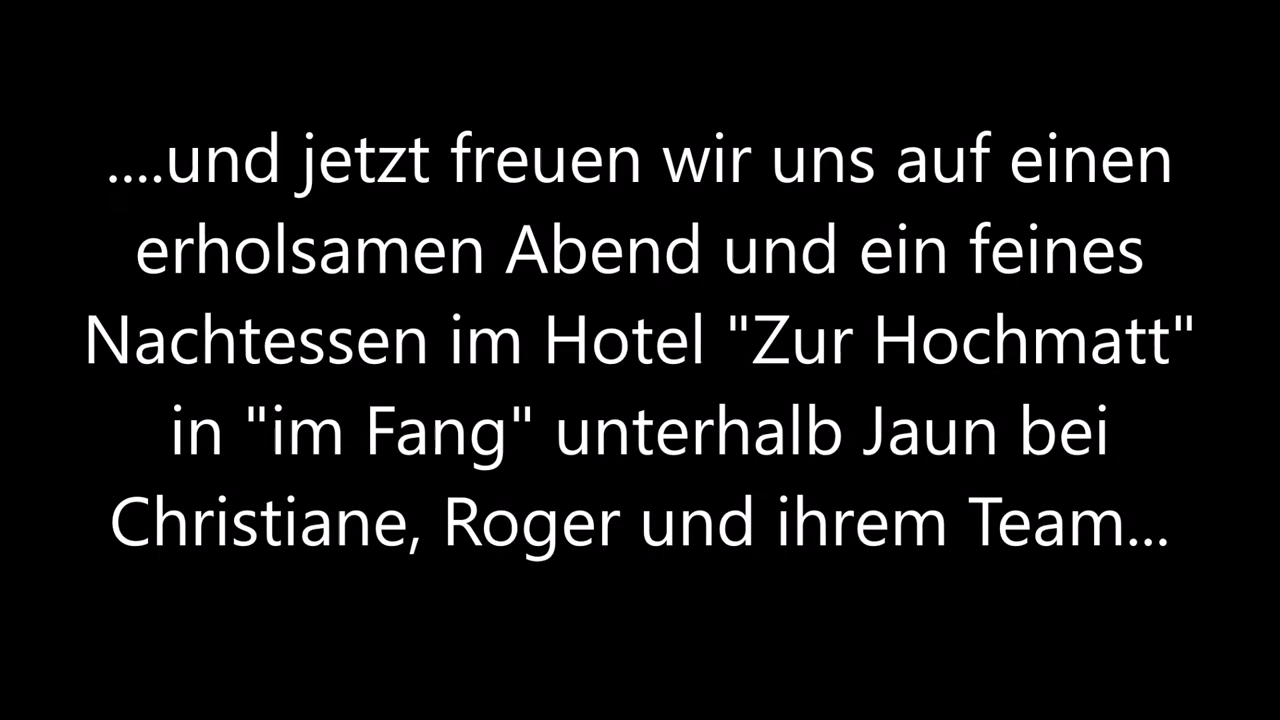 ....und jetzt freuen wir uns auf einen
erholsamen Abend und ein feines
Nachtessen im Hotel "Zur Hochmatt"
in "im Fang" unterhalb Jaun bei
Christiane, Roger und ihrem Team...